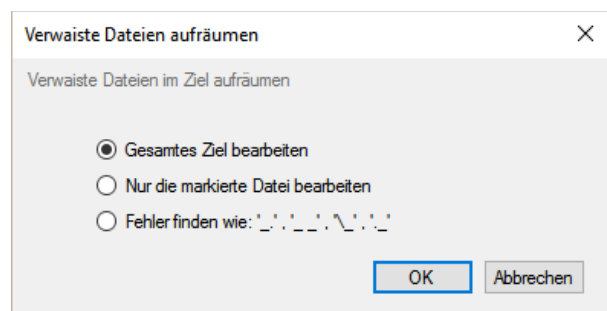 Verwaiste Dateien aufräumen
Verwaiste Dateien im Ziel aufräumen
Gesamtes Ziel bearbeiten
Nur die markierte Datei bearbeiten
Fehler finden wie: '_.' , '_ _' , '\_' , '._'
OK Abbrechen